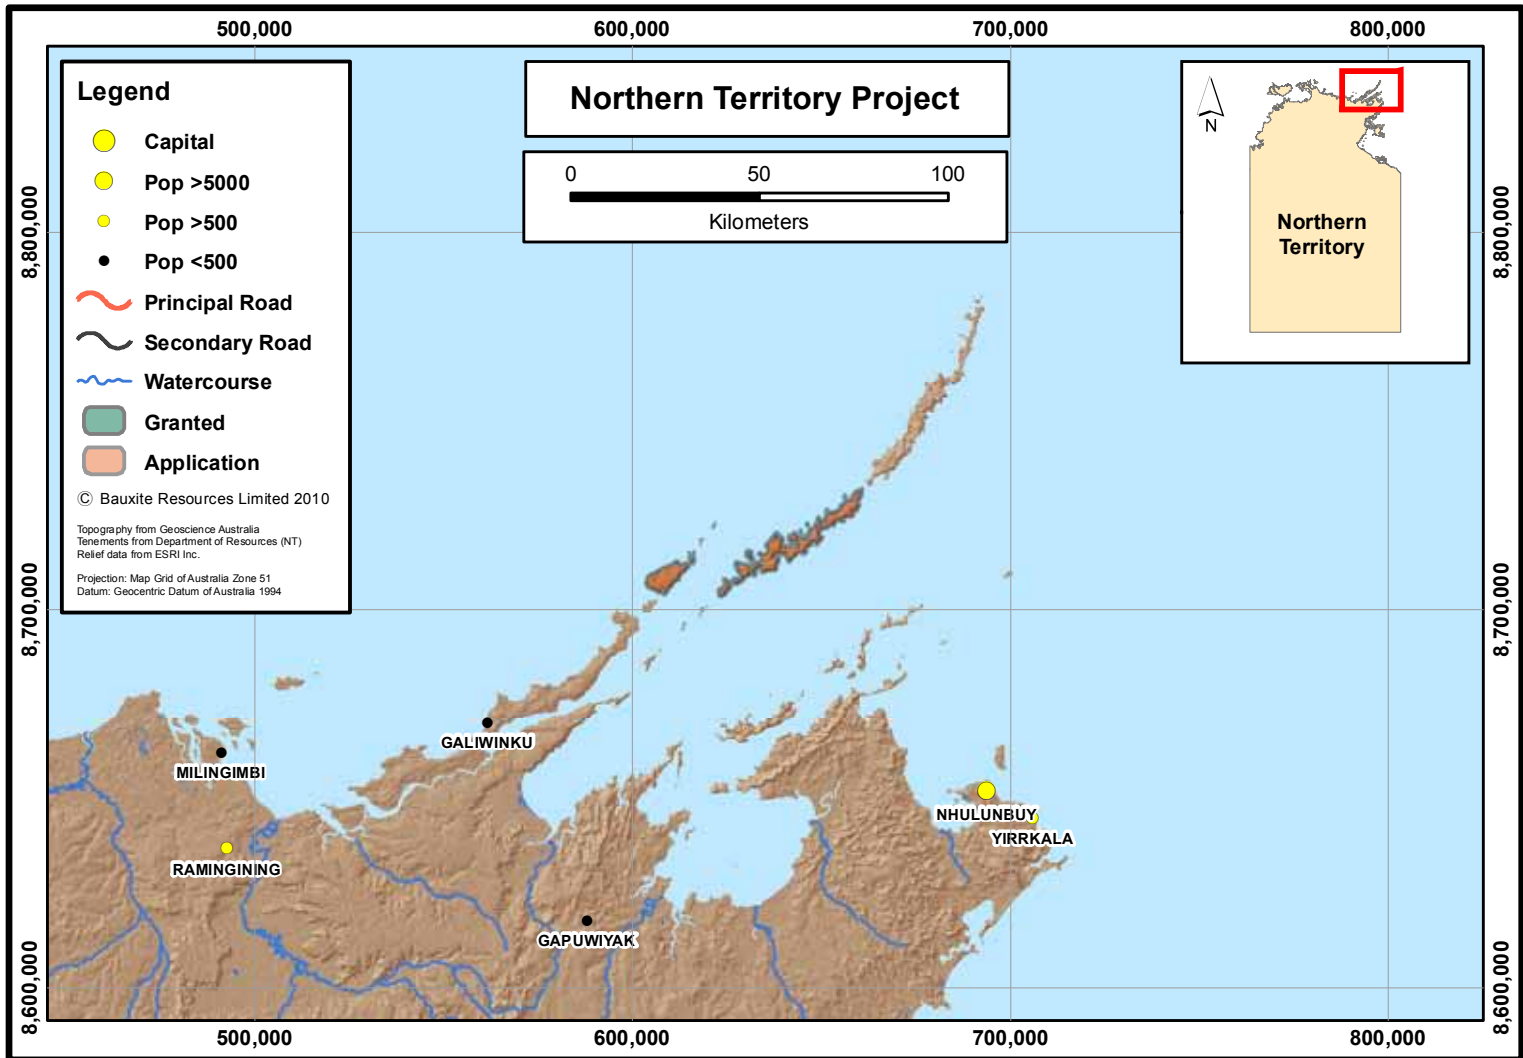 500,000
600,000
700,000
800,000
Legend
Capital
Pop >5000
Pop >500
Pop <500
Principal Road
Secondary Road
Watercourse
Granted
Application
© Bauxite Resources Limited 2010
Topography from Geoscience Australia
Tenements from Department of Resources (NT)
Relief data from ESRI Inc.
Projection: Map Grid of Australia Zone 51
Datum: Geocentric Datum of Australia 1994
Northern Territory Project
0 50 100
Kilometers
N
Northern
Territory
8,800,000
8,800,000
8,700,000
8,700,000
GALIWINKU
MILINGIMBI
NHULUNBUY
YIRRKALA
RAMINGINING
GAPUWIYAK
8,600,000
8,600,000
500,000
600,000
700,000
800,000